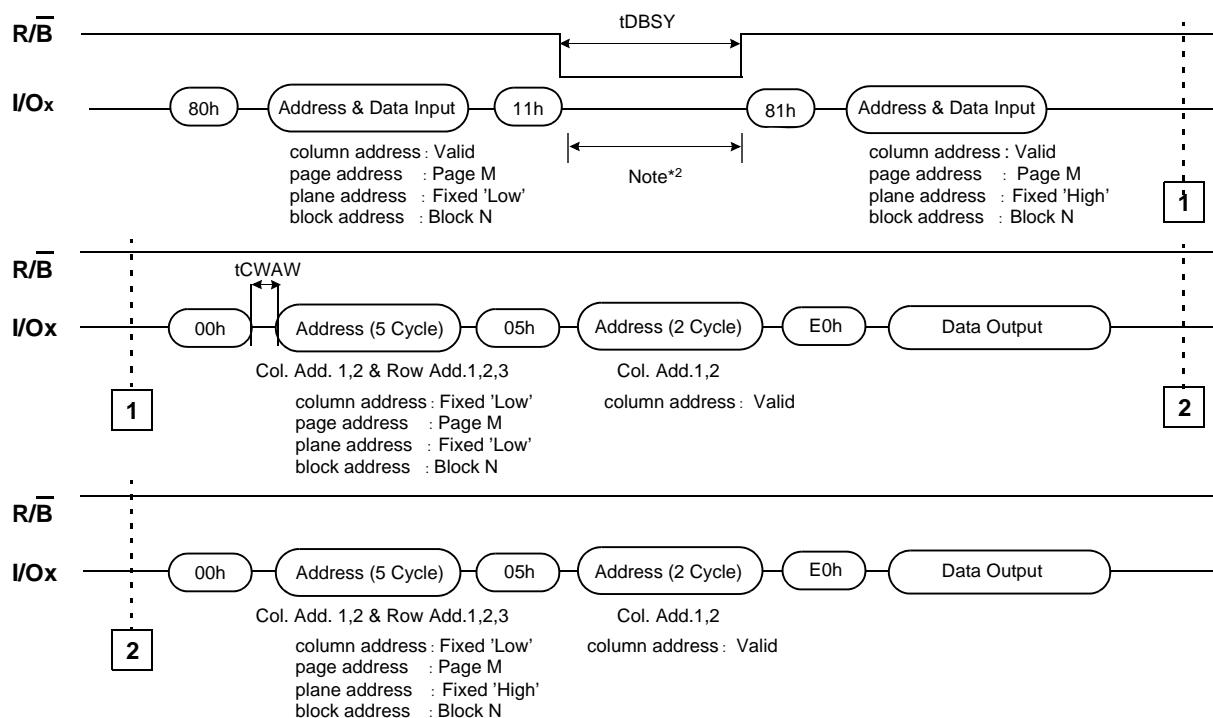 R/B
tDBSY
I/Ox
80h Address & Data Input 11h 81h Address & Data Input
column address : Valid
page address : Page M
plane address : Fixed 'Low'
block address : Block N
Note*2
column address : Valid
page address : Page M
plane address : Fixed 'High'
block address : Block N
1
R/B
tCWAW
I/Ox
00h Address (5 Cycle) 05h Address (2 Cycle) E0h Data Output
Col. Add. 1,2 & Row Add.1,2,3
column address : Fixed 'Low'
page address : Page M
plane address : Fixed 'Low'
block address : Block N
Col. Add.1,2
column address : Valid
1
2
R/B
I/Ox
00h Address (5 Cycle) 05h Address (2 Cycle) E0h Data Output
Col. Add. 1,2 & Row Add.1,2,3
column address : Fixed 'Low'
page address : Page M
plane address : Fixed 'High'
block address : Block N
Col. Add.1,2
column address : Valid
2